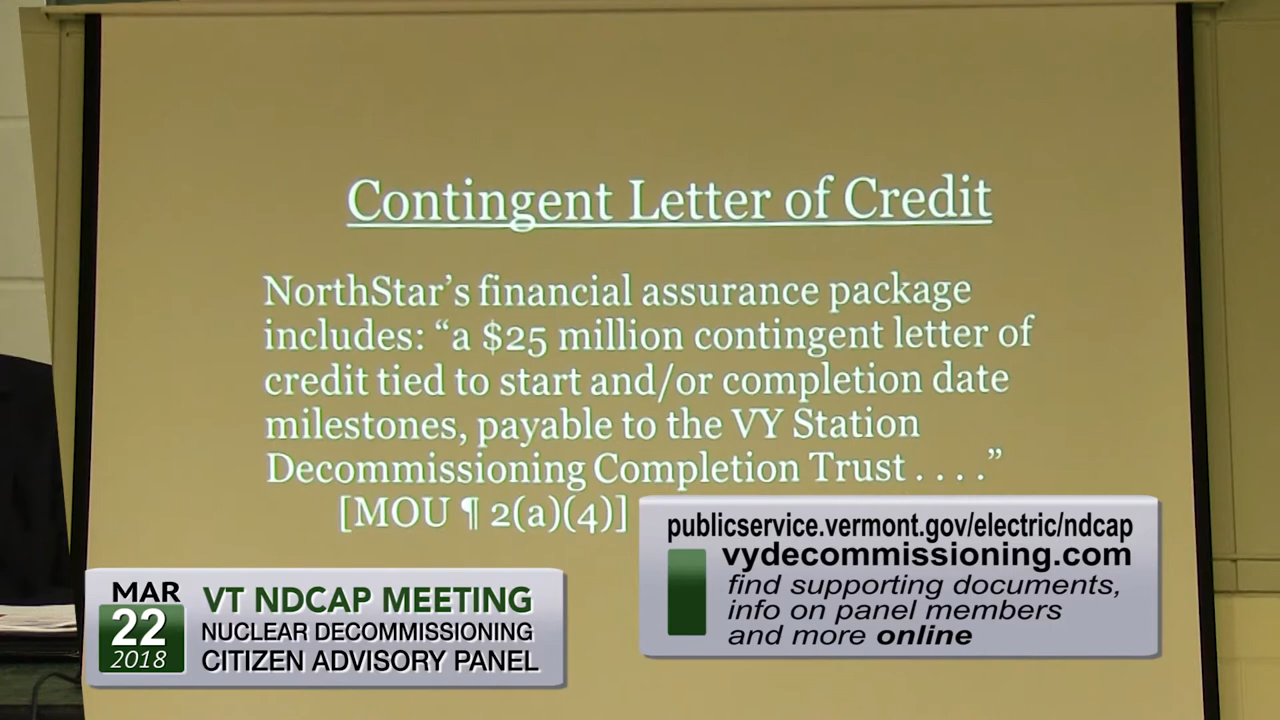 Contingent Letter of Credit
NorthStar’s financial assurance package
includes: “a $25 million contingent letter of
credit tied to start and/or completion date
milestones, payable to the VY Station
Decommissioning Completion Trust . . . .”
[MOU ¶ 2(a)(4)]
publicservice.vermont.gov/electric/ndcap
vydecommissioning.com
find supporting documents,
info on panel members
and more online
MAR
22
2018
VT NDCAP MEETING
NUCLEAR DECOMMISSIONING
CITIZEN ADVISORY PANEL